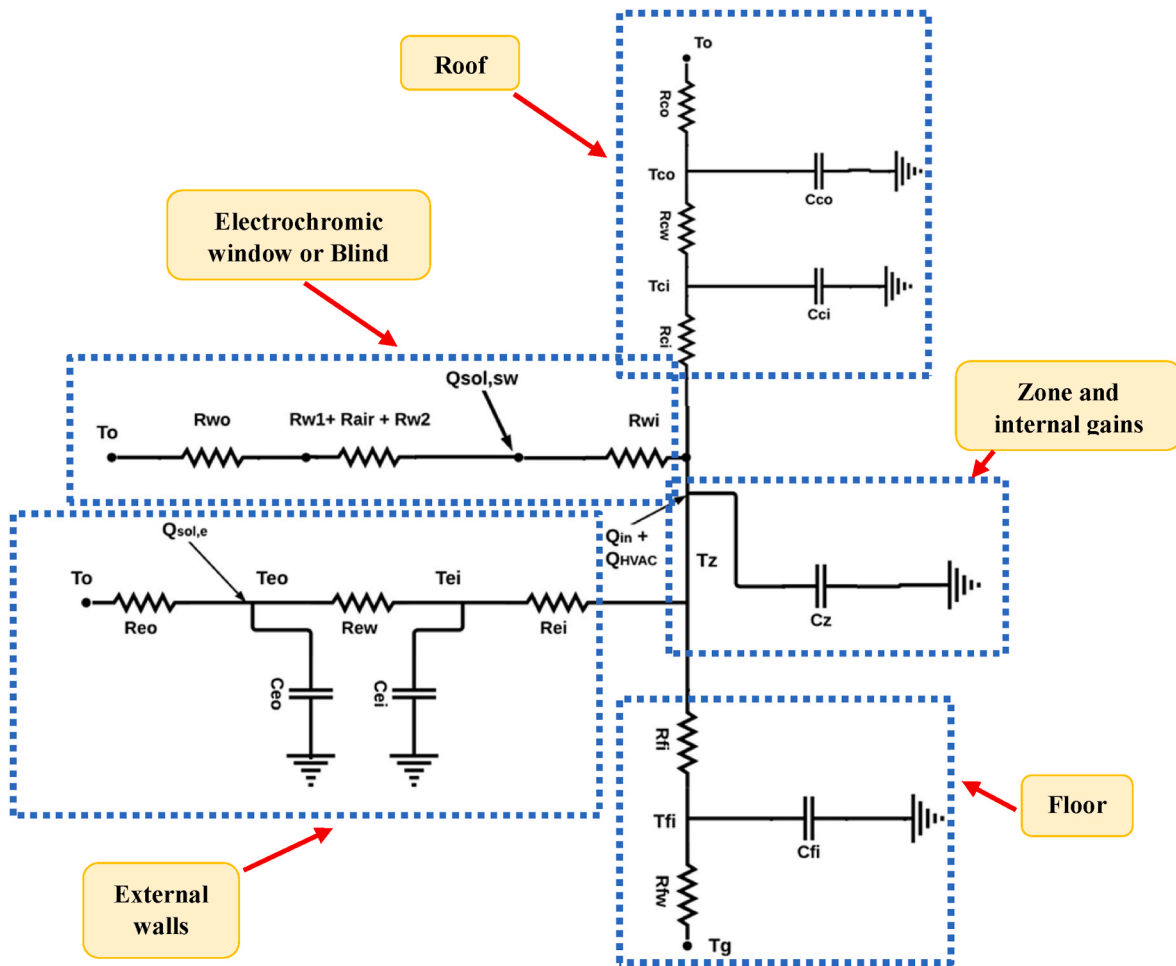 To
Roof
Rco
Tco
Cco
Rcw
Electrochromic
window or Blind
Tci
Cci
Rci
Qsol,sw
Zone and
internal gains
To
Rwo
Rw1+ Rair + Rw2
Rwi
Qsol,e
Qin +
QHVAC
Tz
To
Teo
Tei
Reo
Rew
Rei
Cz
Ceo
Cei
Rfi
Floor
Tfi
Cfi
Rfw
External
walls
Tg